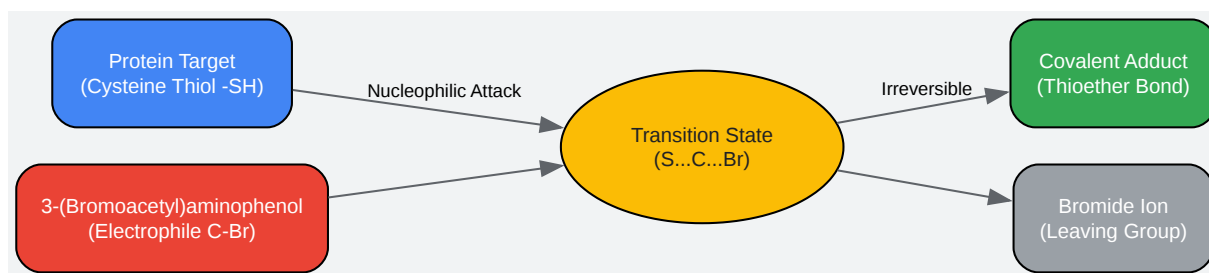 Protein Target
(Cysteine Thiol -SH)
Nucleophilic Attack
3-(Bromoacetyl)aminophenol
(Electrophile C-Br)
Transition State
(S...C...Br)
Irreversible
Covalent Adduct
(Thioether Bond)
Bromide Ion
(Leaving Group)